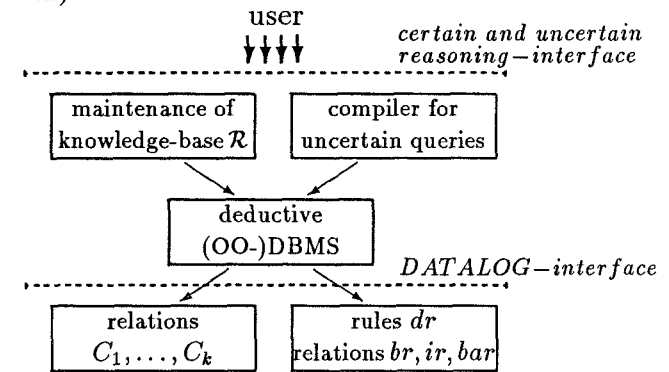 user
certain and uncertain
reasoning-interface
maintenance of
knowledge-base ℛ
compiler for
uncertain queries
deductive
(OO-)DBMS
DATALOG-interface
relations
C₁,...,Cₖ
rules dr
relations br, ir, bar